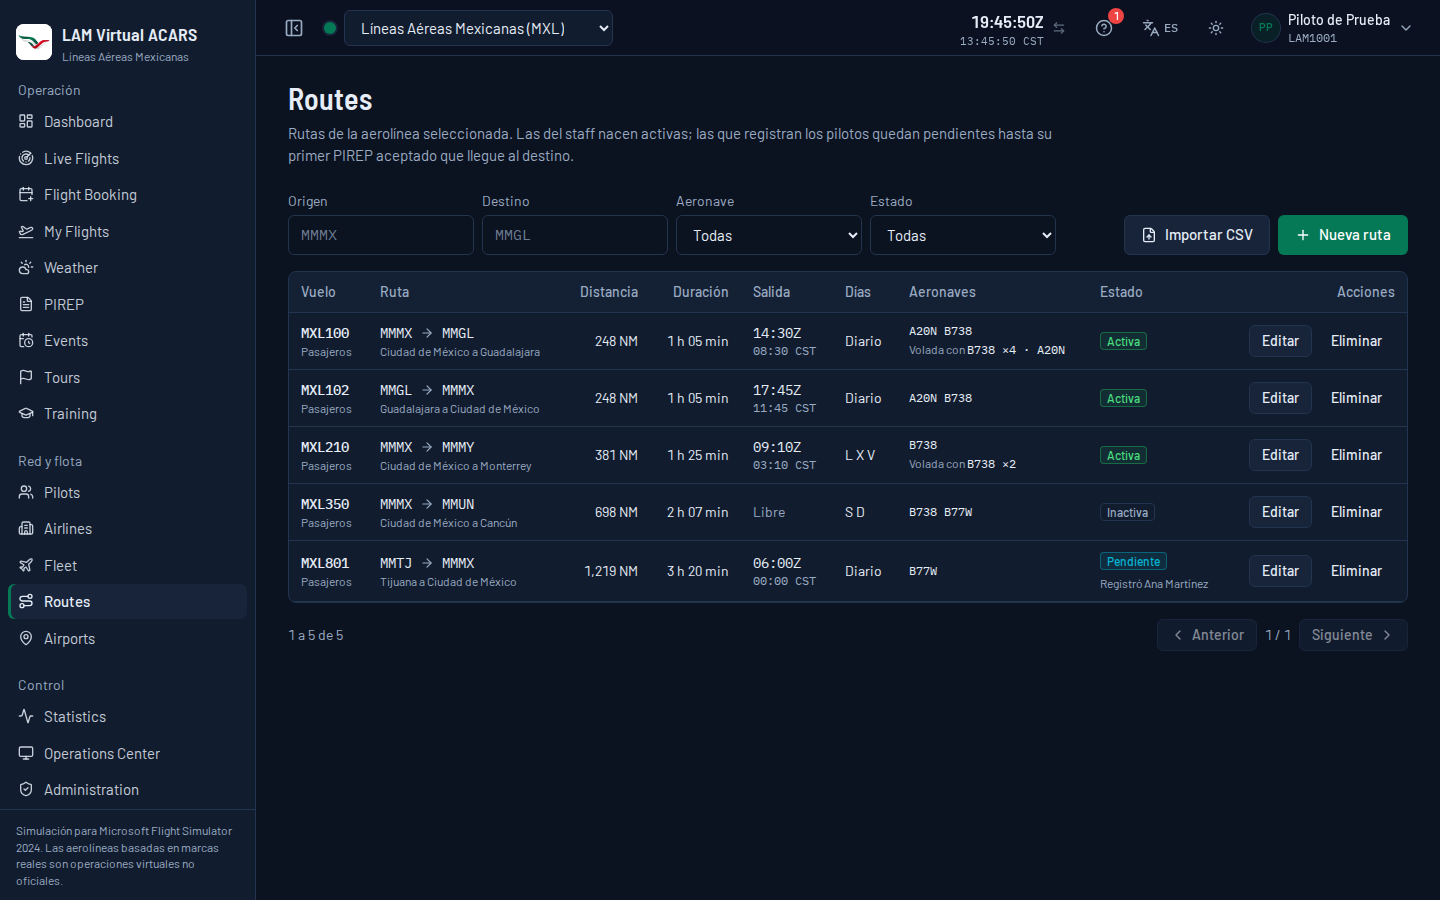 LAM Virtual ACARS
Líneas Aéreas Mexicanas
Operación
Dashboard
Live Flights
Flight Booking
My Flights
Weather
PIREP
Events
Tours
Training
Red y flota
Pilots
Airlines
Fleet
Routes
Airports
Control
Statistics
Operations Center
Administration
Simulación para Microsoft Flight Simulator
2024. Las aerolíneas basadas en marcas
reales son operaciones virtuales no
oficiales.
Líneas Aéreas Mexicanas (MXL)
19:45:50Z
13:45:50 CST
1
ES
PP
Piloto de Prueba
LAM1001
Routes
Rutas de la aerolínea seleccionada. Las del staff nacen activas; las que registran los pilotos quedan pendientes hasta su
primer PIREP aceptado que llegue al destino.
Origen Destino Aeronave Estado
MMMX MMGL Todas Todas Importar CSV Nueva ruta
Vuelo Ruta Distancia Duración Salida Días Aeronaves Estado Acciones
MXL100 MMMX → MMGL 248 NM 1 h 05 min 14:30Z Diario A20N B738 Activa Editar Eliminar
Pasajeros Ciudad de México a Guadalajara 08:30 CST Volada con B738 ×4 · A20N
MXL102 MMGL → MMMX 248 NM 1 h 05 min 17:45Z Diario A20N B738 Activa Editar Eliminar
Pasajeros Guadalajara a Ciudad de México 11:45 CST
MXL210 MMMX → MMMY 381 NM 1 h 25 min 09:10Z L X V B738 Activa Editar Eliminar
Pasajeros Ciudad de México a Monterrey 03:10 CST Volada con B738 ×2
MXL350 MMMX → MMUN 698 NM 2 h 07 min Libre S D B738 B77W Inactiva Editar Eliminar
Pasajeros Ciudad de México a Cancún
MXL801 MMTJ → MMMX 1,219 NM 3 h 20 min 06:00Z Diario B77W Pendiente Editar Eliminar
Pasajeros Tijuana a Ciudad de México 00:00 CST Registró Ana Martínez
1 a 5 de 5 Anterior 1 / 1 Siguiente